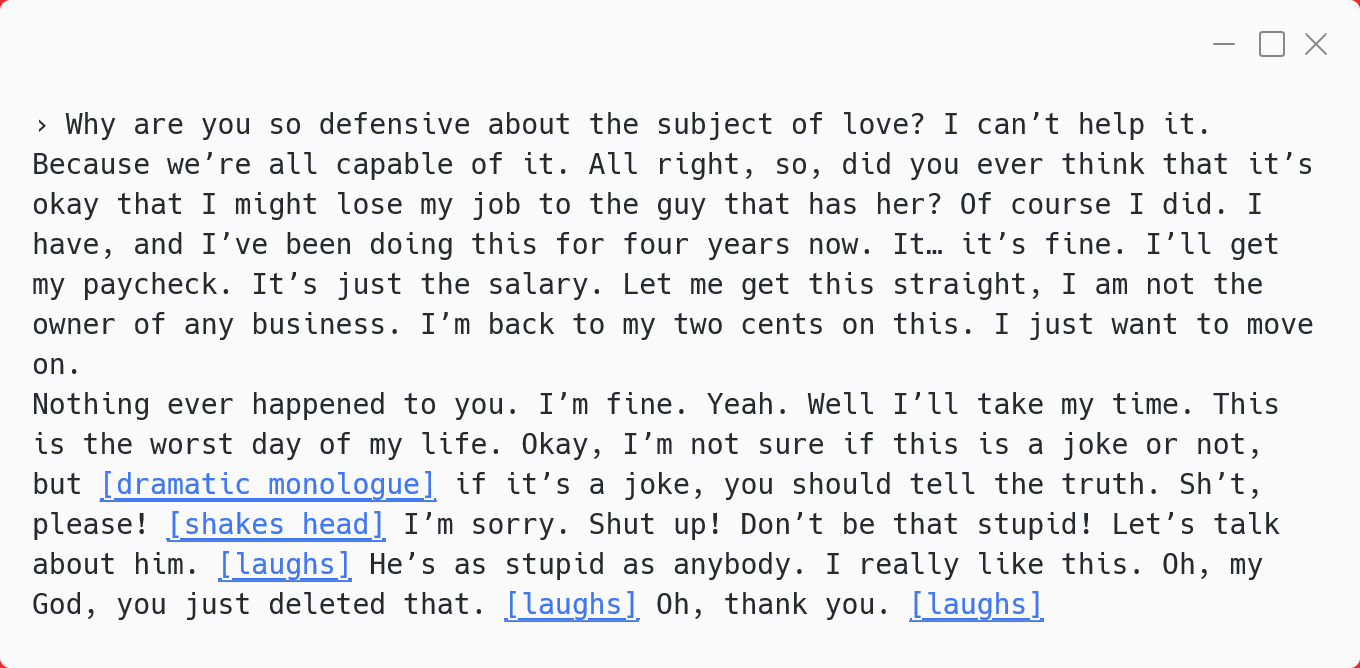 › Why are you so defensive about the subject of love? I can’t help it.
Because we’re all capable of it. All right, so, did you ever think that it’s
okay that I might lose my job to the guy that has her? Of course I did. I
have, and I’ve been doing this for four years now. It… it’s fine. I’ll get
my paycheck. It’s just the salary. Let me get this straight, I am not the
owner of any business. I’m back to my two cents on this. I just want to move
on.
Nothing ever happened to you. I’m fine. Yeah. Well I’ll take my time. This
is the worst day of my life. Okay, I’m not sure if this is a joke or not,
but [dramatic monologue] if it’s a joke, you should tell the truth. Sh’t,
please! [shakes head] I’m sorry. Shut up! Don’t be that stupid! Let’s talk
about him. [laughs] He’s as stupid as anybody. I really like this. Oh, my
God, you just deleted that. [laughs] Oh, thank you. [laughs]